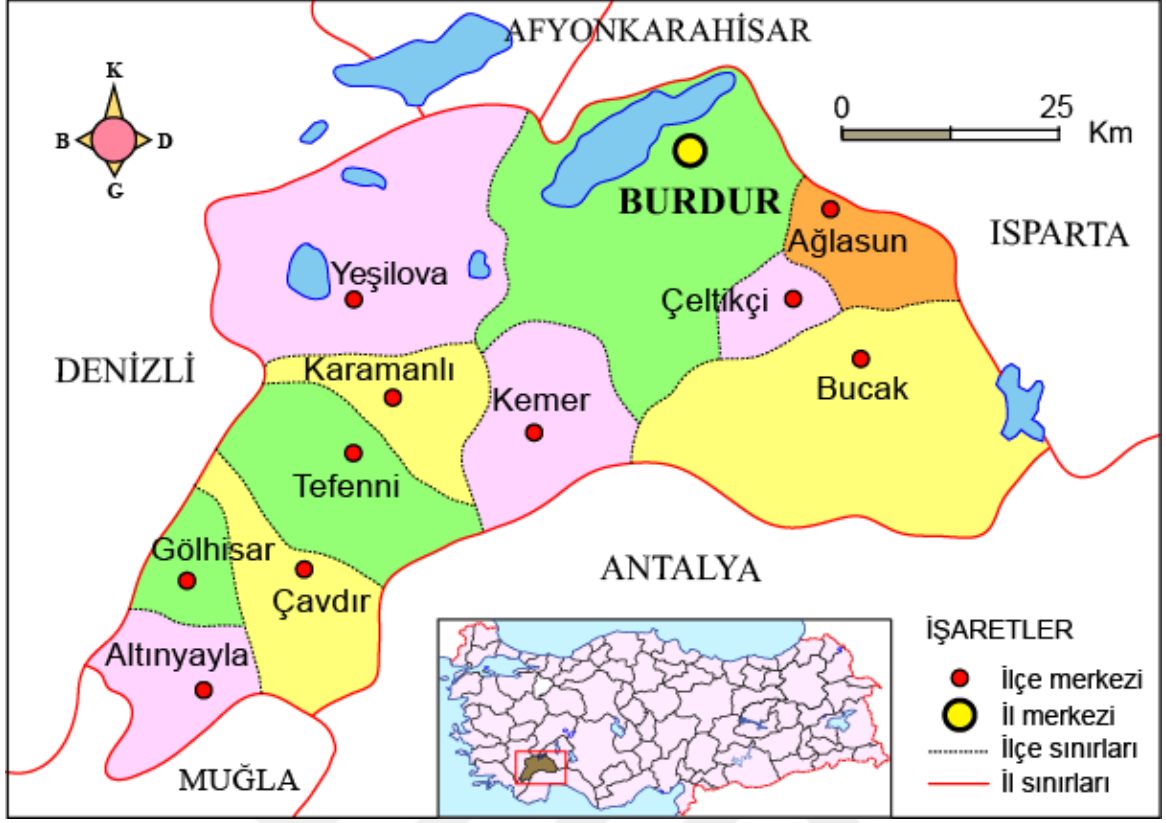 AFYONKARAHİSAR
K
B D
G
0 25
Km
BURDUR
ISPARTA
Ağlasun
Yeşilova
Çeltikçi
DENİZLİ
Karamanlı
Kemer
Bucak
Tefenni
Gölhisar
Çavdır
ANTALYA
Altınyayla
MUĞLA
İŞARETLER
İlçe merkezi
İl merkezi
İlçe sınırları
İl sınırları